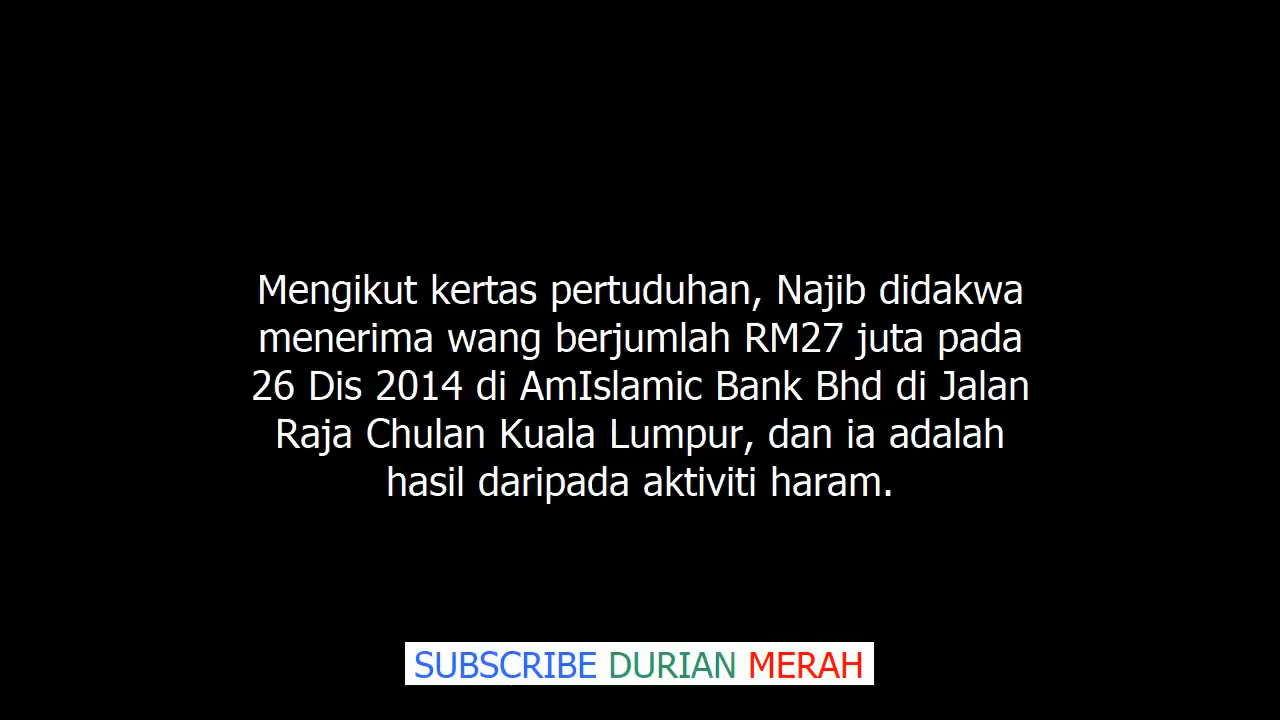 Mengikut kertas pertuduhan, Najib didakwa
menerima wang berjumlah RM27 juta pada
26 Dis 2014 di AmIslamic Bank Bhd di Jalan
Raja Chulan Kuala Lumpur, dan ia adalah
hasil daripada aktiviti haram.
SUBSCRIBE DURIAN MERAH